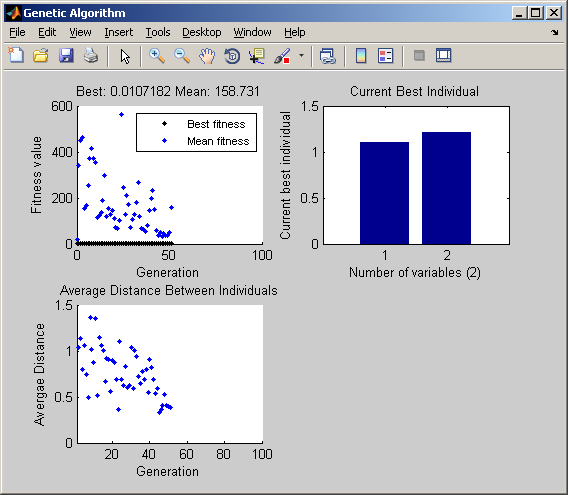 Genetic Algorithm
File Edit View Insert Tools Desktop Window Help
Best: 0.0107182 Mean: 158.731
600
400
200
0
Fitness value
Best fitness
Mean fitness
0 50 100
Generation
Current Best Individual
1.5
1
0.5
0
Current best individual
1 2
Number of variables (2)
Average Distance Between Individuals
1.5
1
0.5
0
Avergae Distance
20 40 60 80 100
Generation